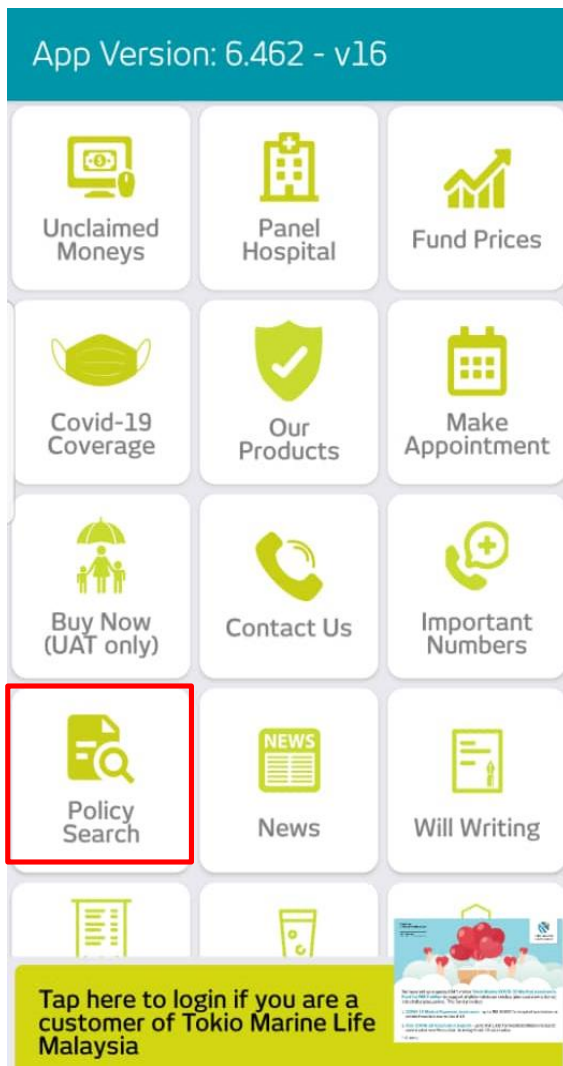 App Version: 6.462 - v16
Unclaimed
Moneys
Panel
Hospital
Fund Prices
Covid-19
Coverage
Our
Products
Make
Appointment
Buy Now
(UAT only)
Contact Us
Important
Numbers
Policy
Search
NEWS
News
Will Writing
Tap here to login if you are a
customer of Tokio Marine Life
Malaysia